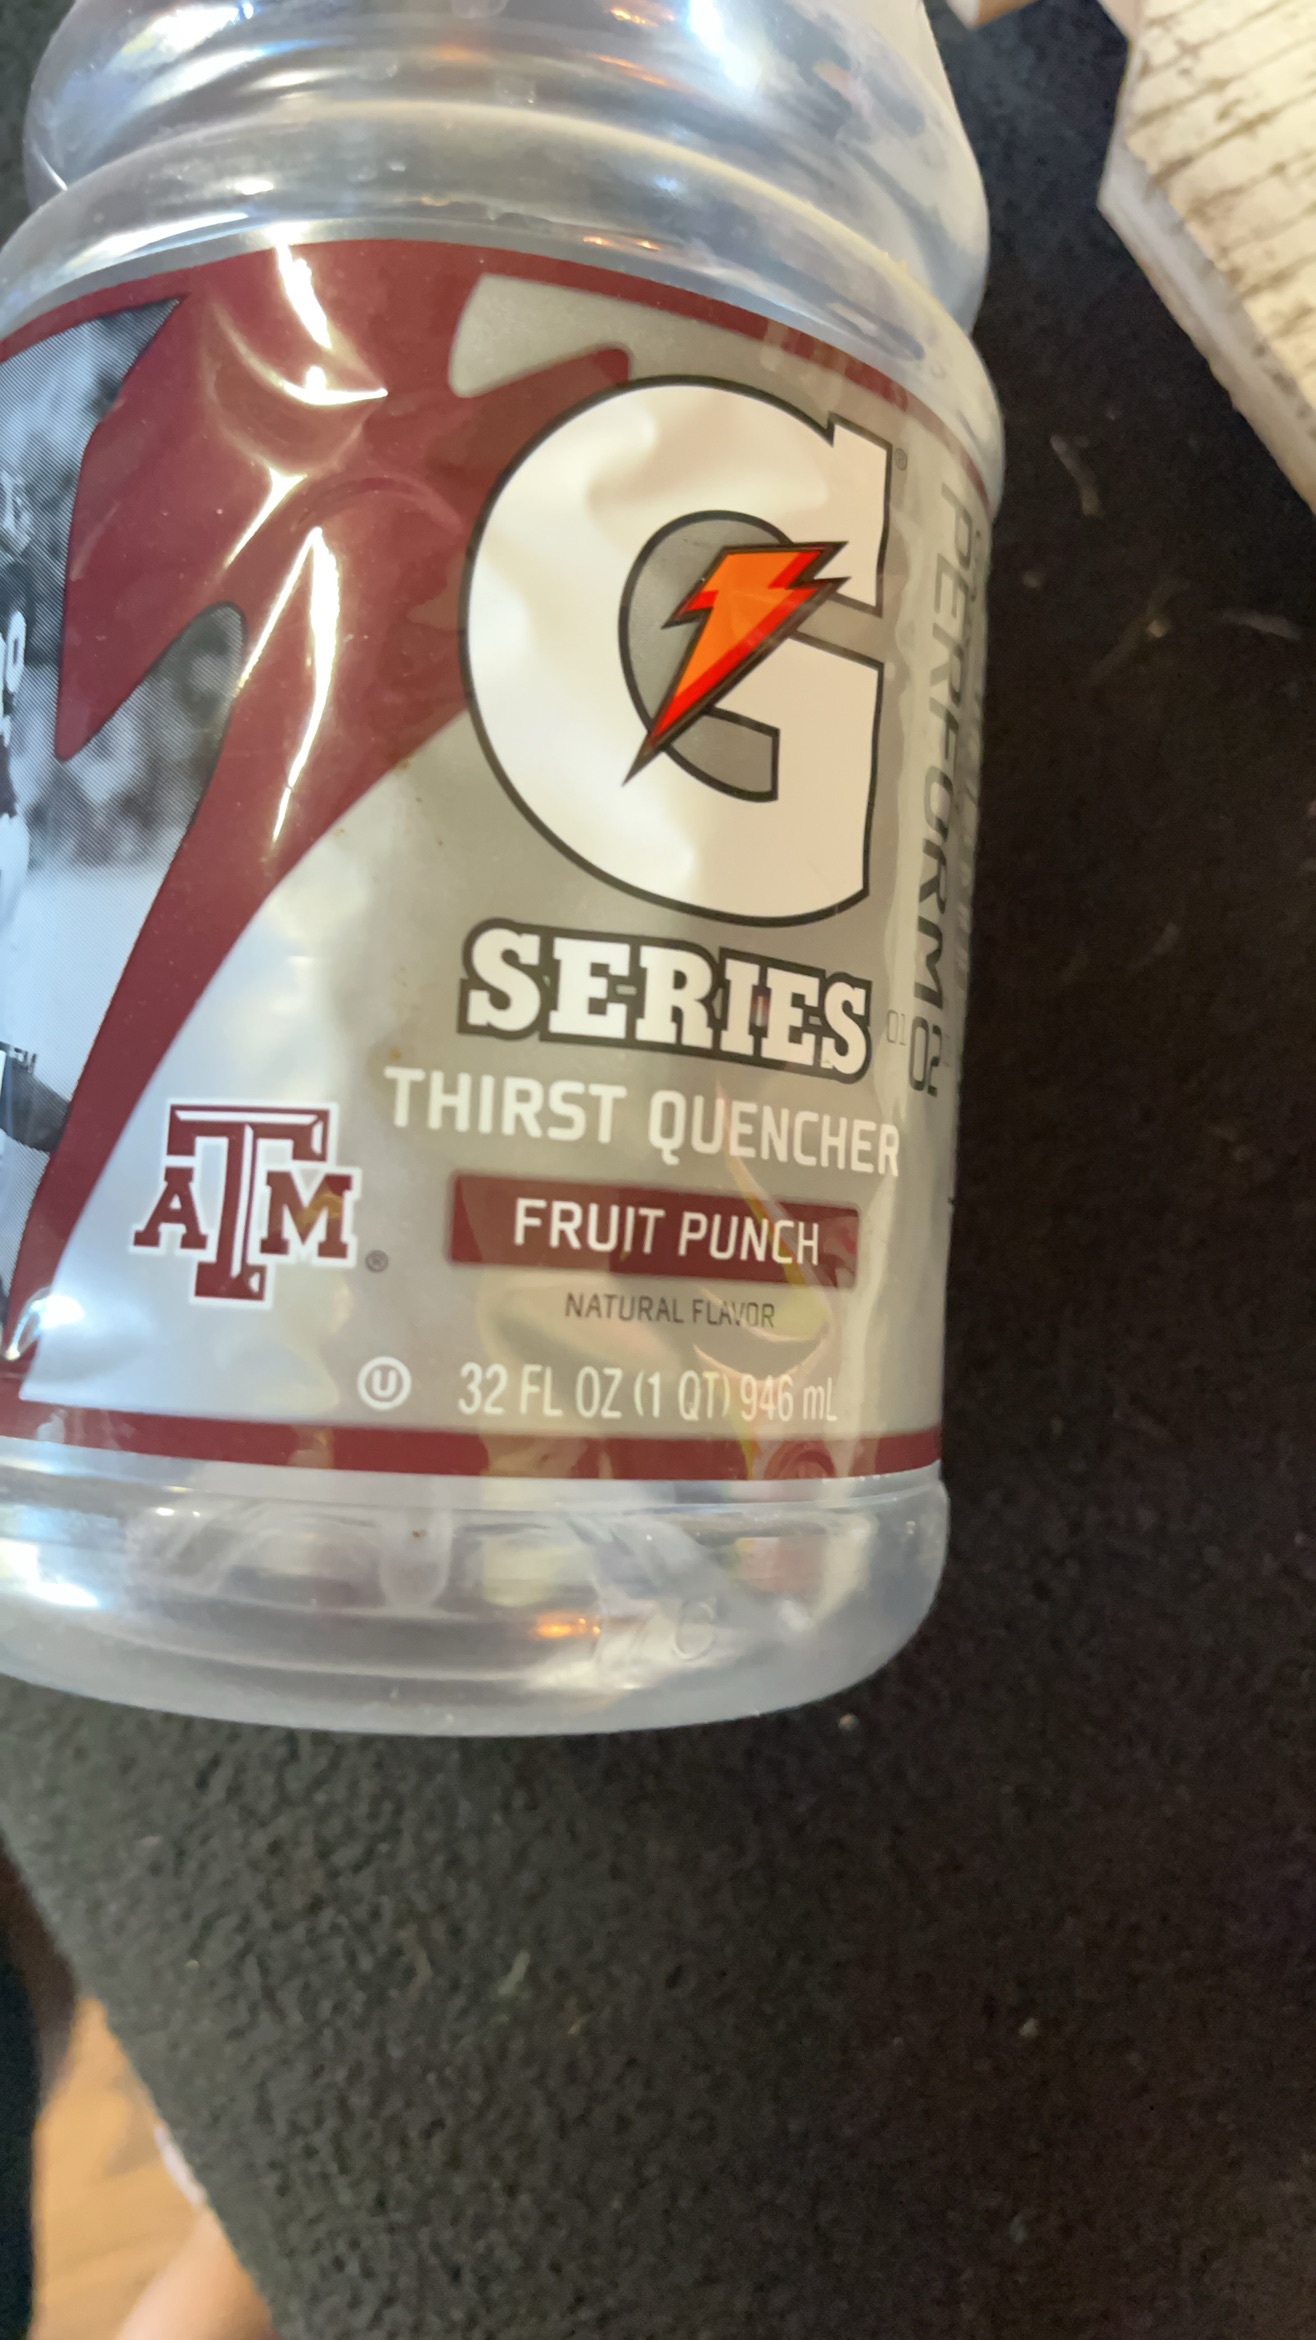 G
SERIES
THIRST QUENCHER
FRUIT PUNCH
NATURAL FLAVOR
ATM
®
U 32 FL OZ (1 QT) 946 mL
PERFORM 02
01